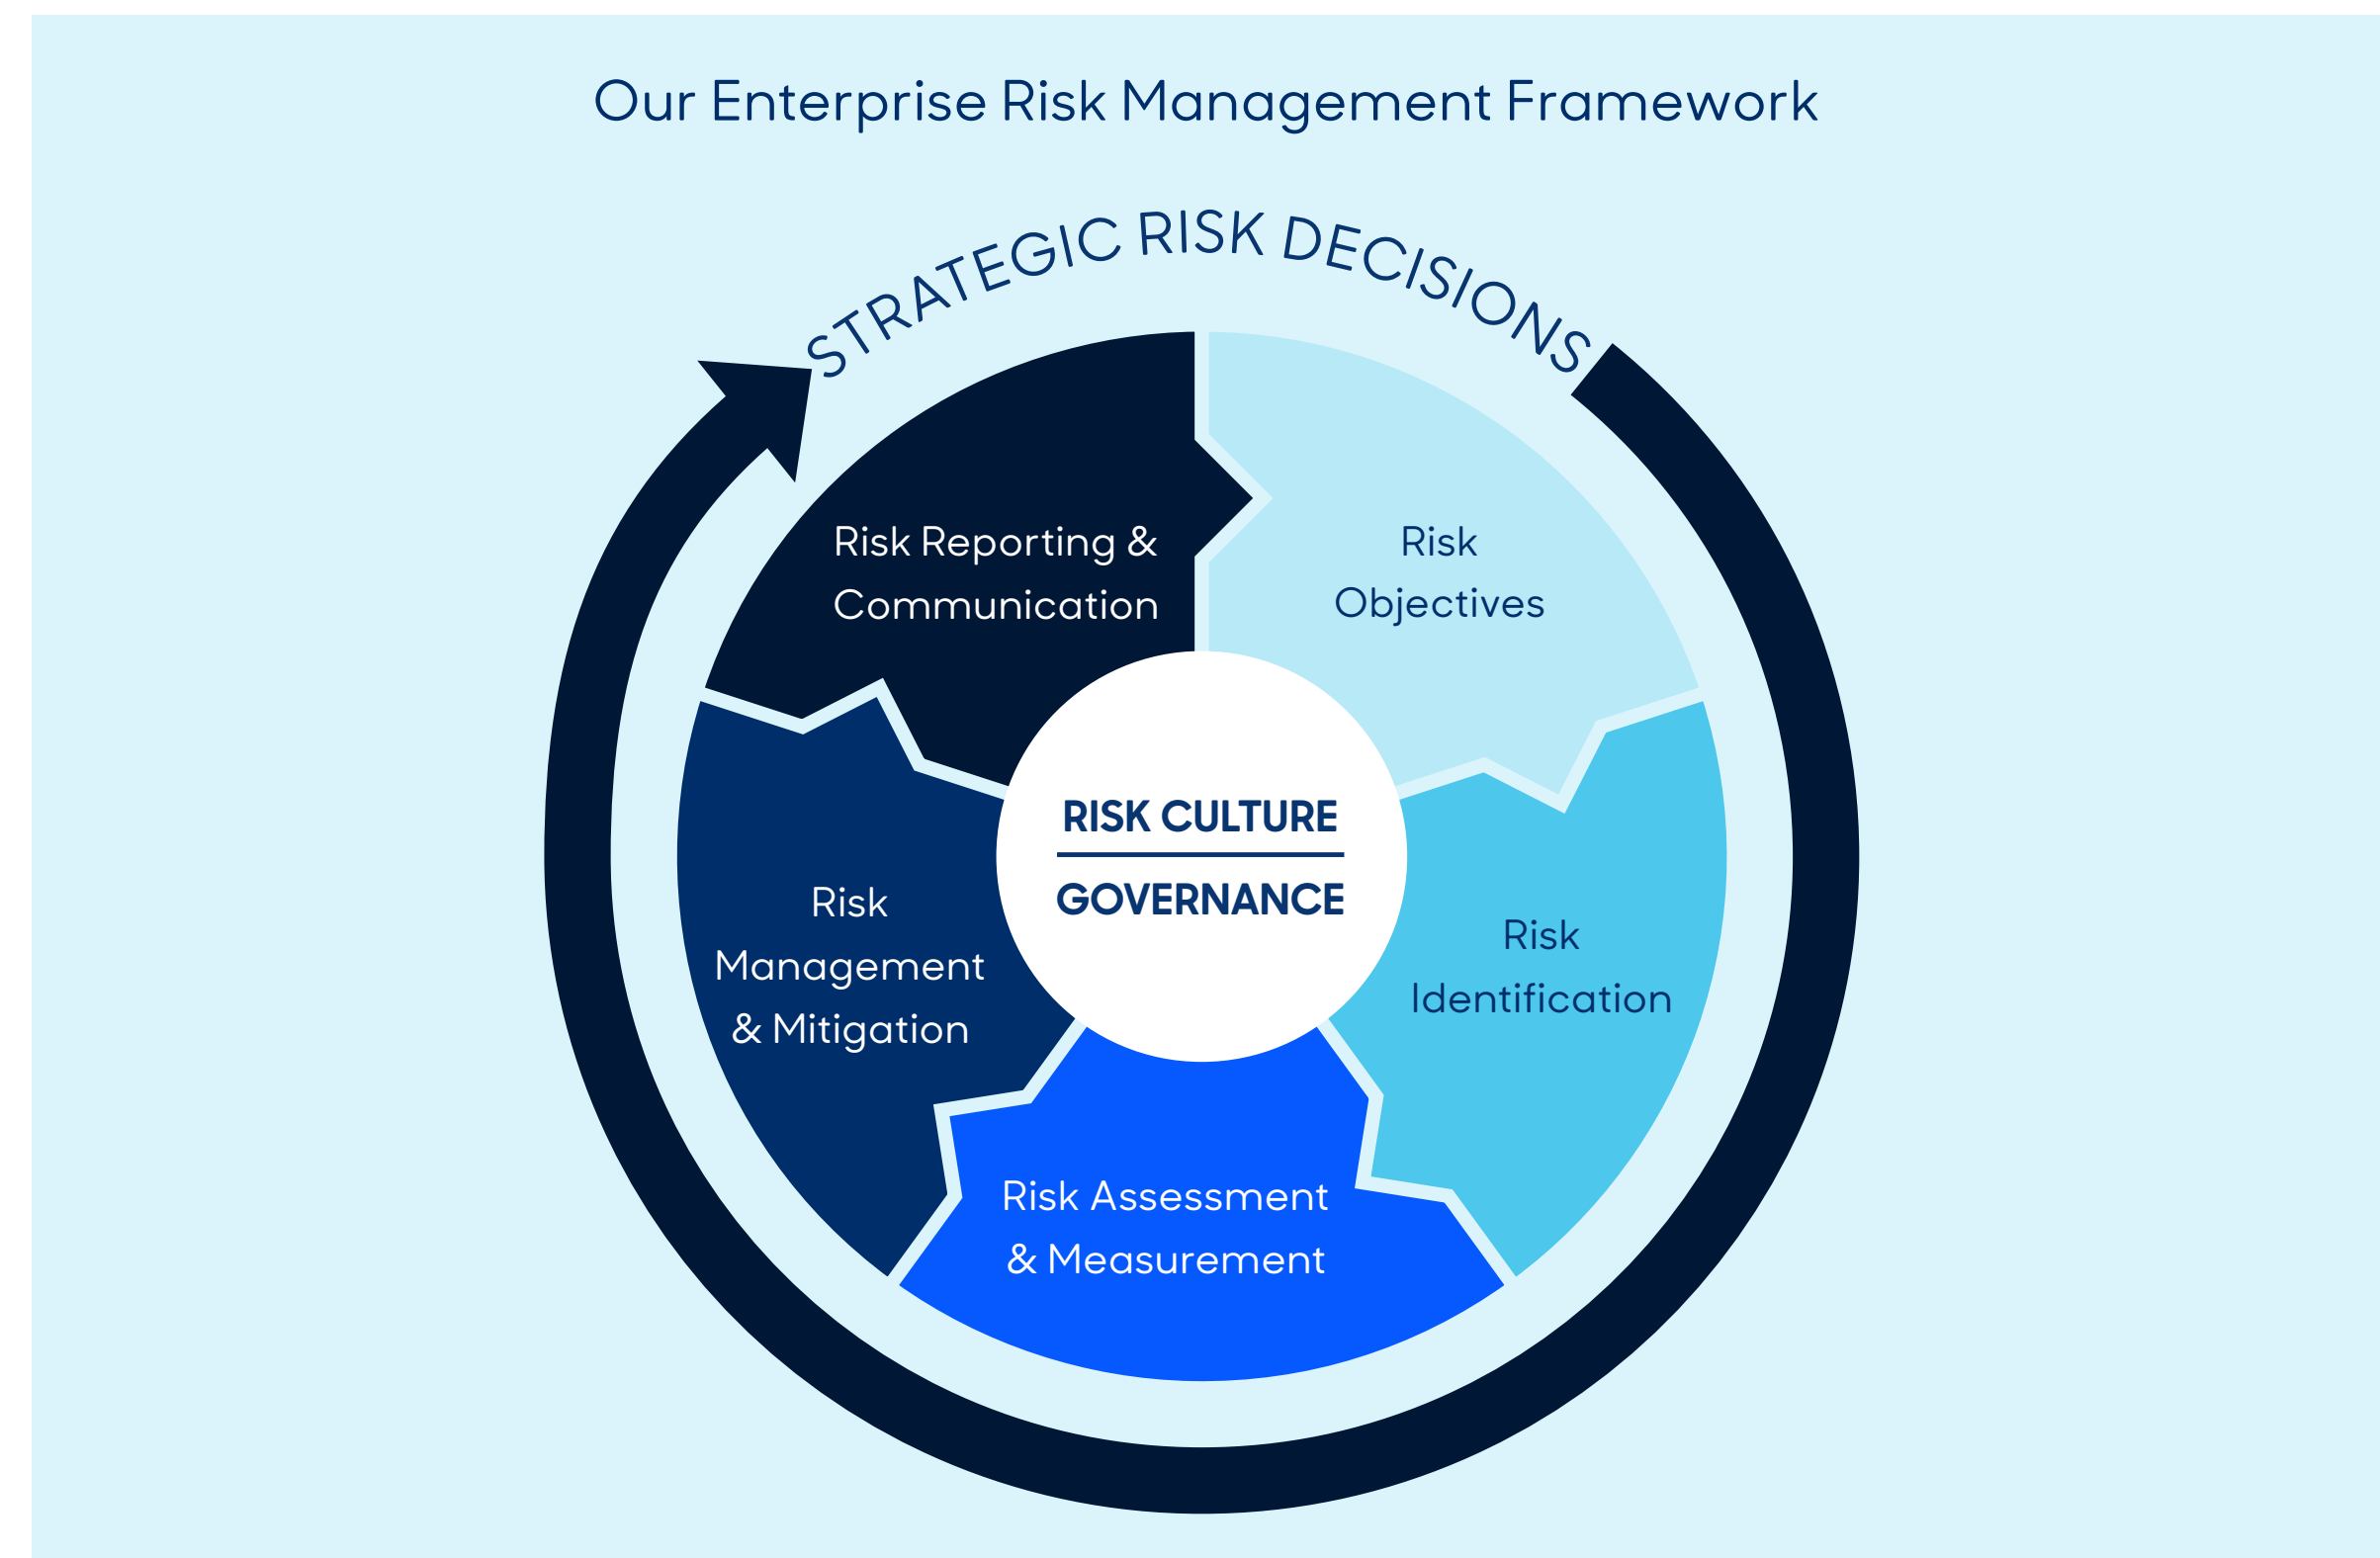 Our Enterprise Risk Management Framework
STRATEGIC RISK DECISIONS
Risk Reporting &
Communication
Risk
Objectives
RISK CULTURE
GOVERNANCE
Risk
Management
& Mitigation
Risk
Identification
Risk Assessment
& Measurement